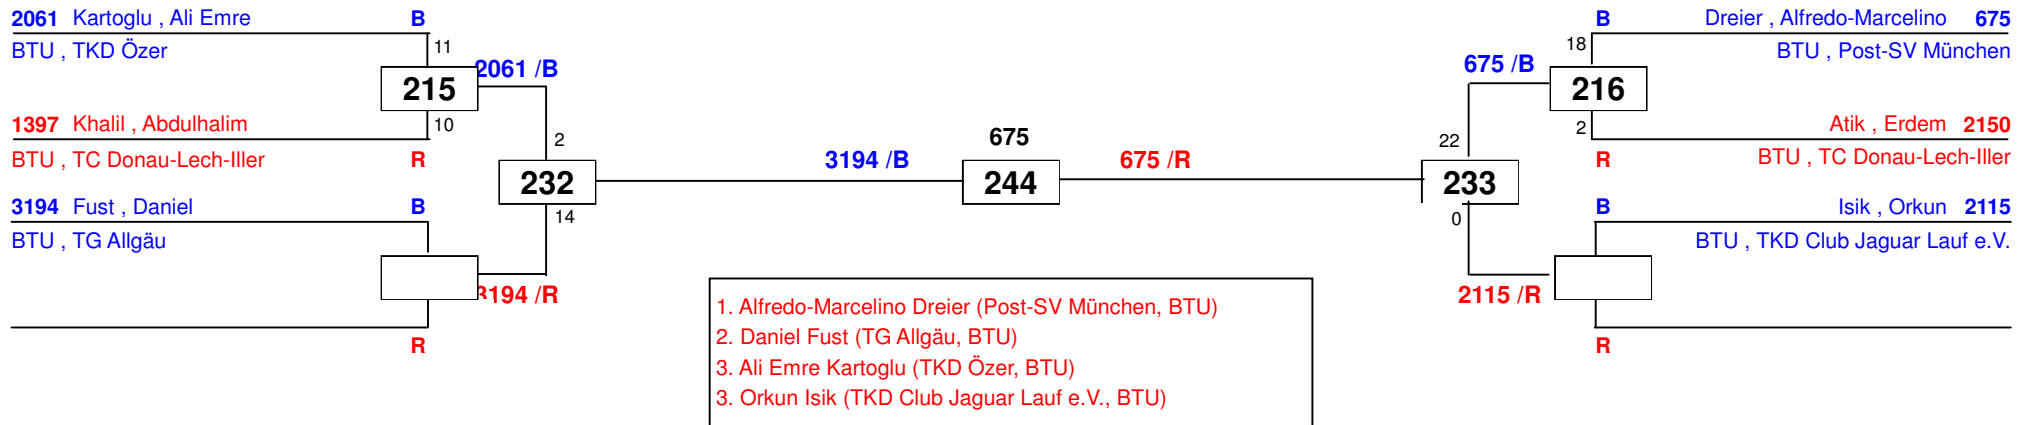 2061 Kartoglu , Ali Emre B
BTU , TKD Özer
11
215
2061 /B
10
1397 Khalil , Abdulhalim
BTU , TC Donau-Lech-Iller R
2
232
14
3194 Fust , Daniel B
BTU , TG Allgäu
3194 /R
R
3194 /B
675
244
675 /R
B Dreier , Alfredo-Marcelino 675
18
BTU , Post-SV München
675 /B
216
2
Atik , Erdem 2150
R BTU , TC Donau-Lech-Iller
22
233
0
B Isik , Orkun 2115
BTU , TKD Club Jaguar Lauf e.V.
2115 /R
R
1. Alfredo-Marcelino Dreier (Post-SV München, BTU)
2. Daniel Fust (TG Allgäu, BTU)
3. Ali Emre Kartoglu (TKD Özer, BTU)
3. Orkun Isik (TKD Club Jaguar Lauf e.V., BTU)